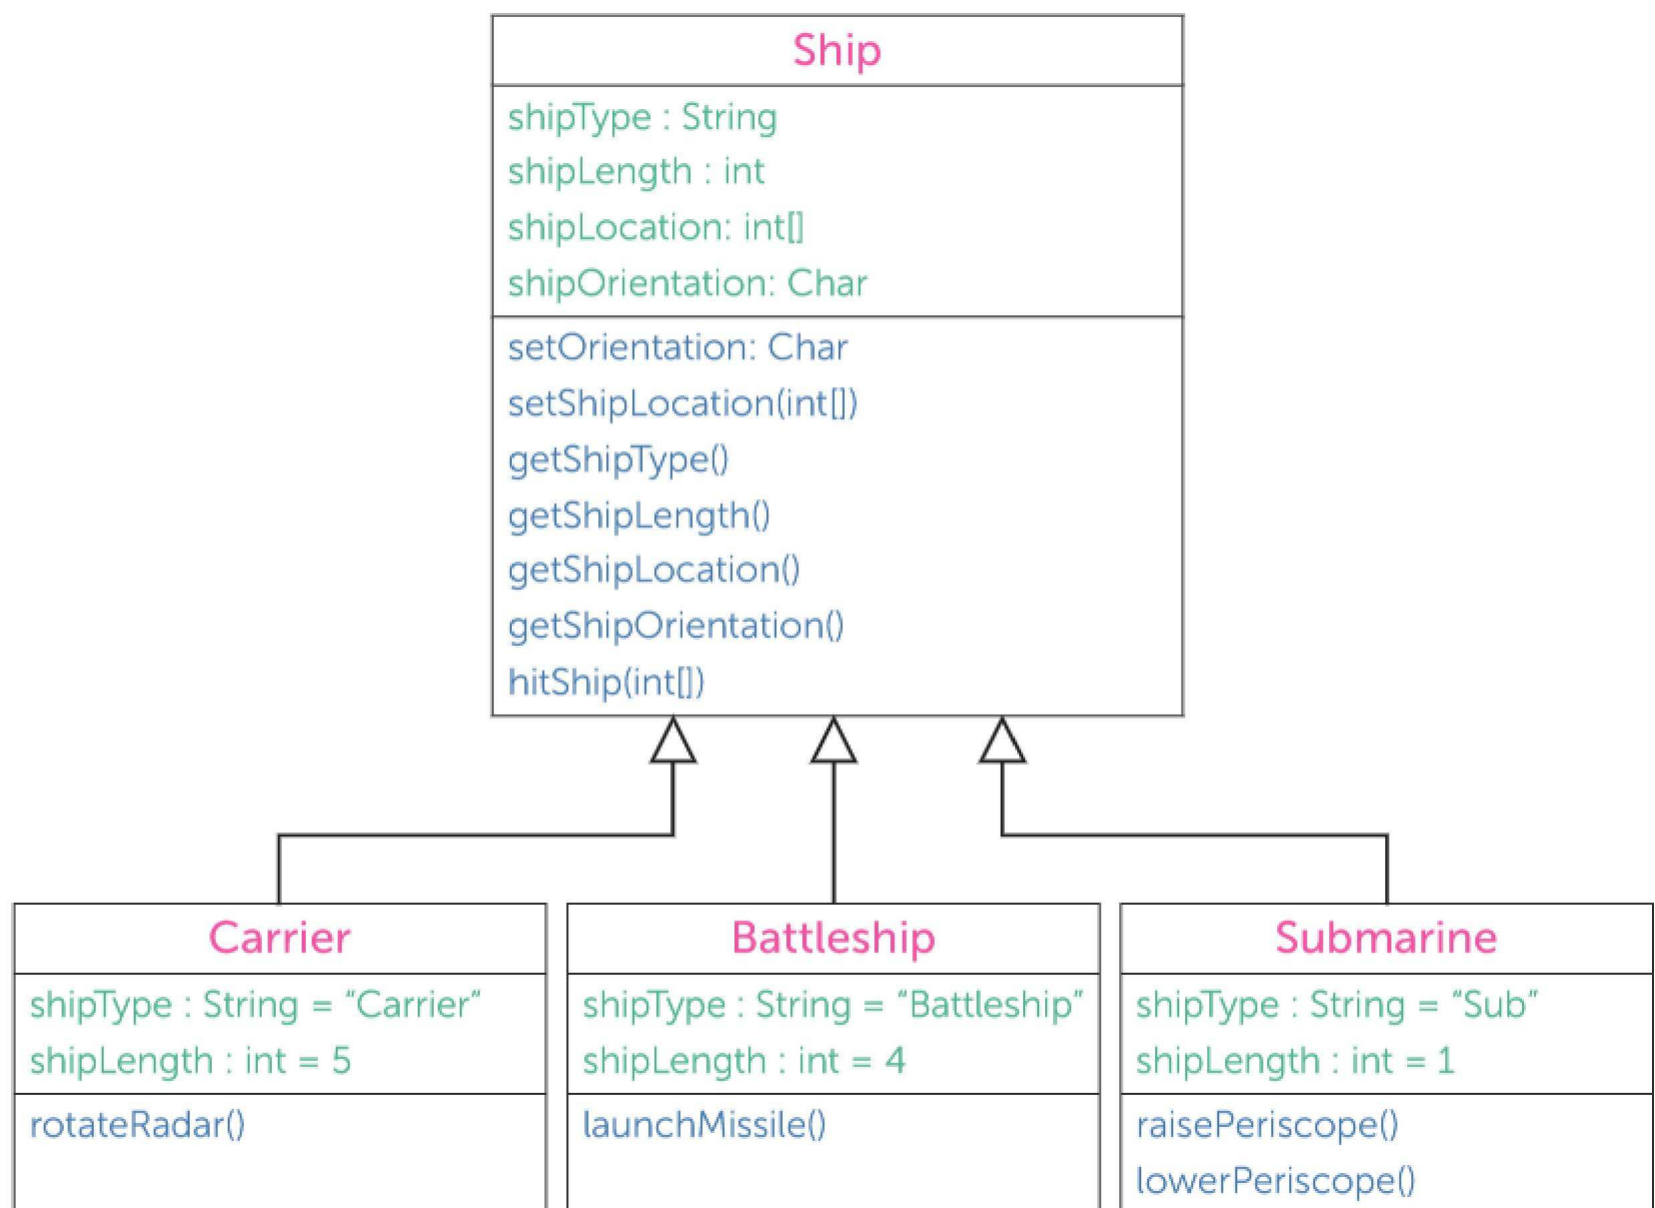 Ship
shipType : String
shipLength : int
shipLocation: int[]
shipOrientation: Char
setOrientation: Char
setShipLocation(int[])
getShipType()
getShipLength()
getShipLocation()
getShipOrientation()
hitShip(int[])
Carrier
shipType : String = “Carrier”
shipLength : int = 5
rotateRadar()
Battleship
shipType : String = “Battleship”
shipLength : int = 4
launchMissile()
Submarine
shipType : String = “Sub”
shipLength : int = 1
raisePeriscope()
lowerPeriscope()